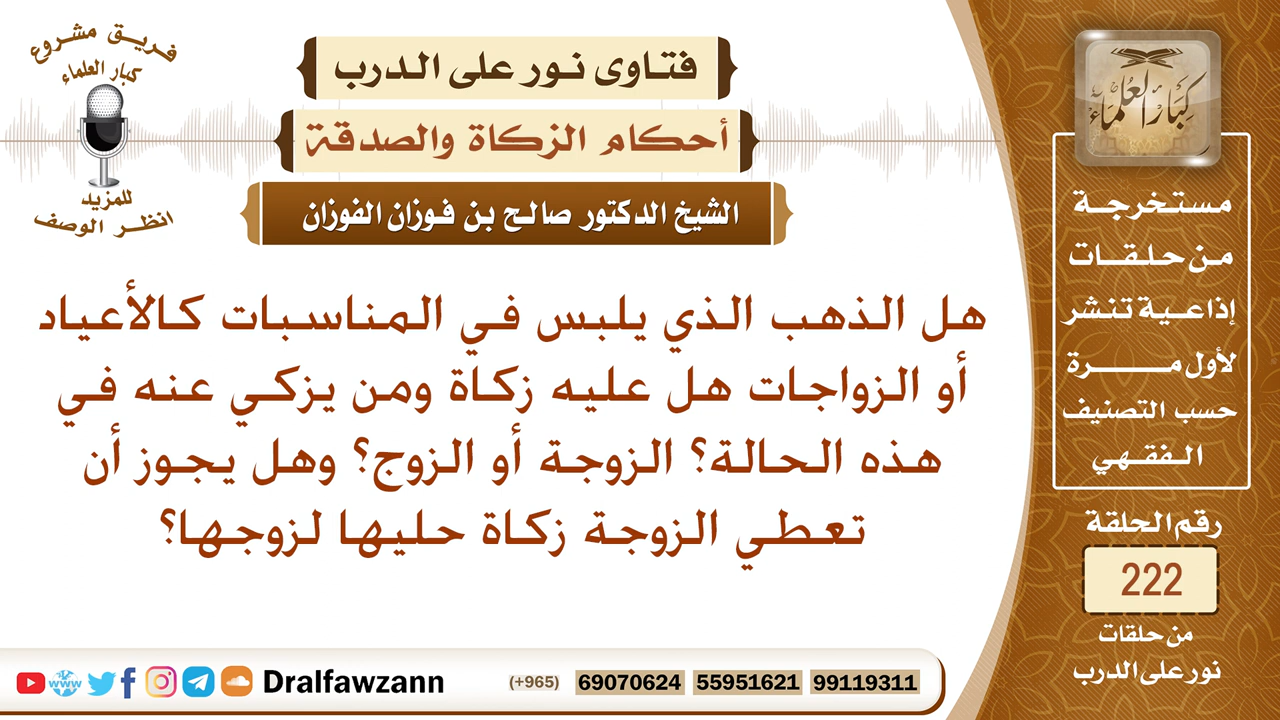 فريق مشروع
كبار العلماء
للمزيد
انظر الوصف
فتاوى نور على الدرب
أحكام الزكاة والصدقة
الشيخ الدكتور صالح بن فوزان الفوزان
هل الذهب الذي يلبس في المناسبات كالأعياد
أو الزواجات هل عليه زكاة ومن يزكي عنه في
هذه الحالة؟ الزوجة أو الزوج؟ وهل يجوز أن
تعطي الزوجة زكاة حليها لزوجها؟
كبار العلماء
مستخرجة
من حلقات
إذاعية تنشر
لأول مرة
حسب التصنيف
الفقهي
رقم الحلقة
222
من حلقات
نور على الدرب
www
Dralfawzann
(+965) 69070624 55951621 99119311